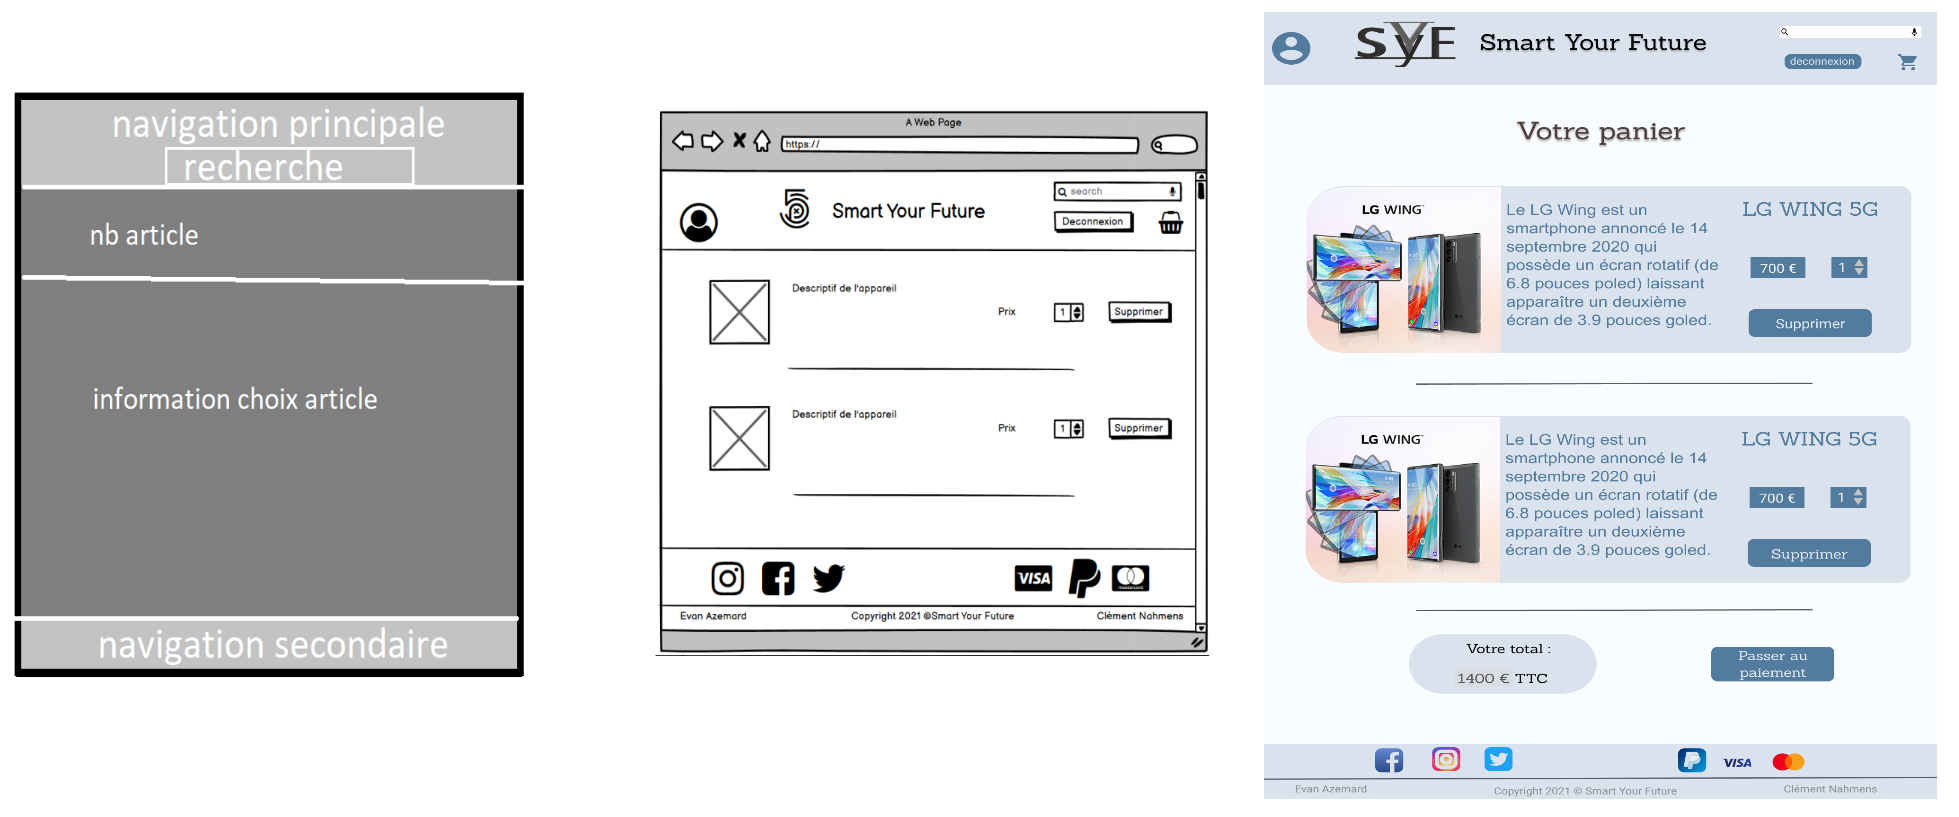 navigation principale
recherche
nb article
information choix article
navigation secondaire
A Web Page
https://
search
Smart Your Future
Deconnexion
Descriptif de l'appareil
Prix
1
Supprimer
Descriptif de l'appareil
Prix
1
Supprimer
VISA
mastercard
Evan Azemard
Copyright 2021 @Smart Your Future
Clément Nahmens
SYF
Smart Your Future
deconnexion
Votre panier
LG WING
Le LG Wing est un
smartphone annoncé le 14
septembre 2020 qui
possède un écran rotatif (de
6.8 pouces poled) laissant
apparaître un deuxième
écran de 3.9 pouces goled.
LG WING 5G
700 €
1
Supprimer
LG WING
Le LG Wing est un
smartphone annoncé le 14
septembre 2020 qui
possède un écran rotatif (de
6.8 pouces poled) laissant
apparaître un deuxième
écran de 3.9 pouces goled.
LG WING 5G
700 €
1
Supprimer
Votre total :
1400 € TTC
Passer au
paiement
VISA
Evan Azemard
Copyright 2021 © Smart Your Future
Clément Nahmens